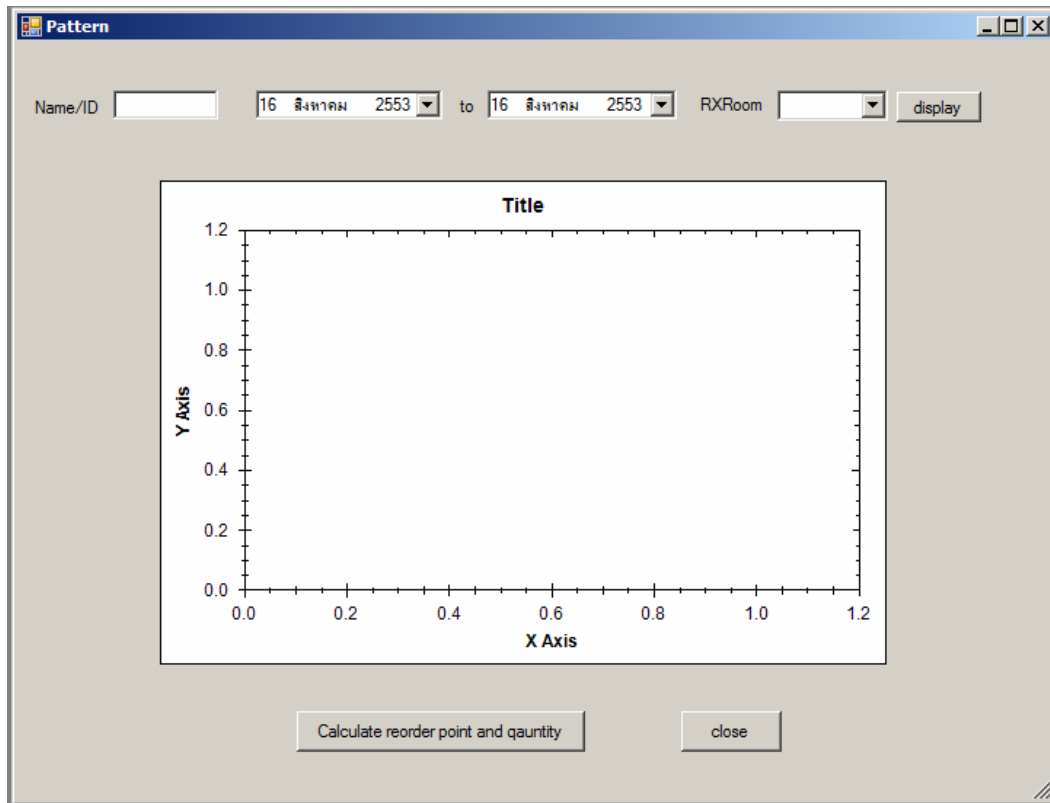 Pattern
Name/ID 16 สิงหาคม 2553 to 16 สิงหาคม 2553 RXRoom display
Title
1.2
1.0
0.8
0.6
0.4
0.2
0.0
Y Axis
0.0 0.2 0.4 0.6 0.8 1.0 1.2
X Axis
Calculate reorder point and qauntity close